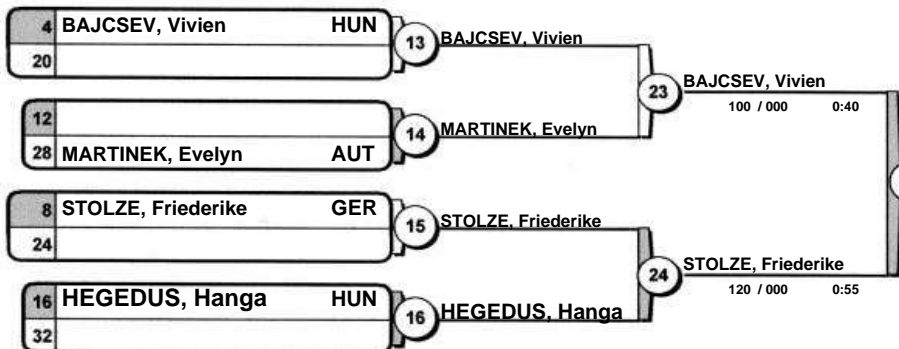 4 BAJCSEV, Vivien HUN
20
13 BAJCSEV, Vivien
12
28 MARTINEK, Evelyn AUT
14 MARTINEK, Evelyn
23 BAJCSEV, Vivien
100 / 000 0:40
8 STOLZE, Friederike GER
24
15 STOLZE, Friederike
16 HEGEDUS, Hanga HUN
32
16 HEGEDUS, Hanga
24 STOLZE, Friederike
120 / 000 0:55